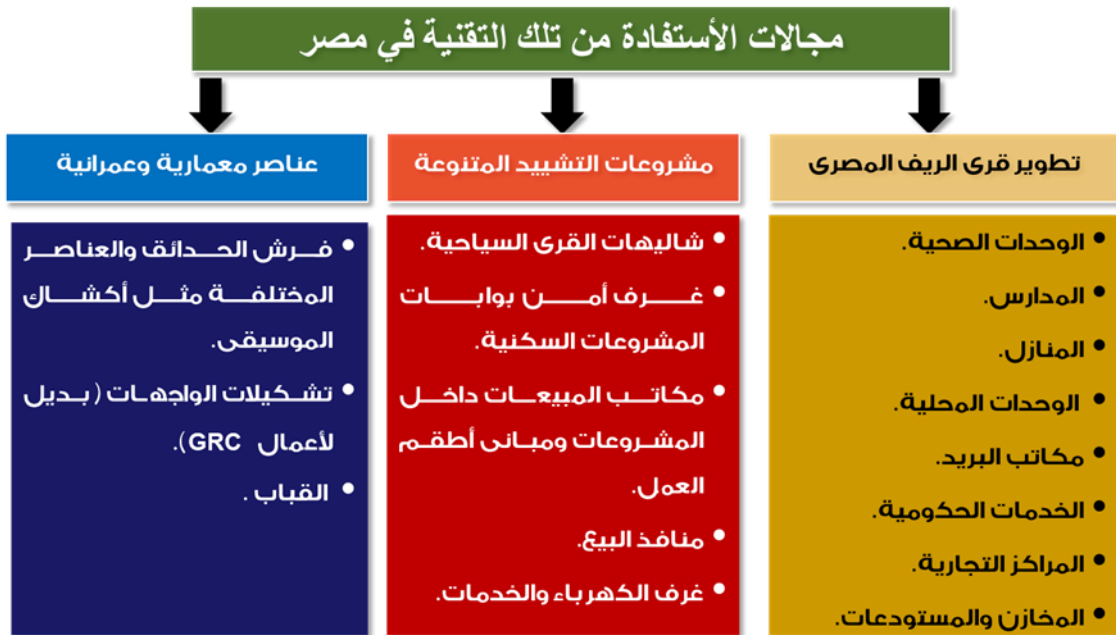 مجالات الأستفادة من تلك التقنية في مصر
تطوير قرى الريف المصرى
• الوحدات الصحية.
• المدارس.
• المنازل.
• الوحدات المحلية.
• مكاتب البريد.
• الخدمات الحكومية.
• المراكز التجارية.
• المخازن والمستودعات.
مشروعات التشييد المتنوعة
• شاليهات القرى السياحية.
• غرف أمن بوابات
المشروعات السكنية.
• مكاتب المبيعات داخل
المشروعات ومبانى أطقم
العمل.
• منافذ البيع.
• غرف الكهرباء والخدمات.
عناصر معمارية وعمرانية
• فرش الحدائق والعناصر
المختلفة مثل أكشاك
الموسيقى.
• تشكيلات الواجهات (بديل
لأعمال GRC).
• القباب .